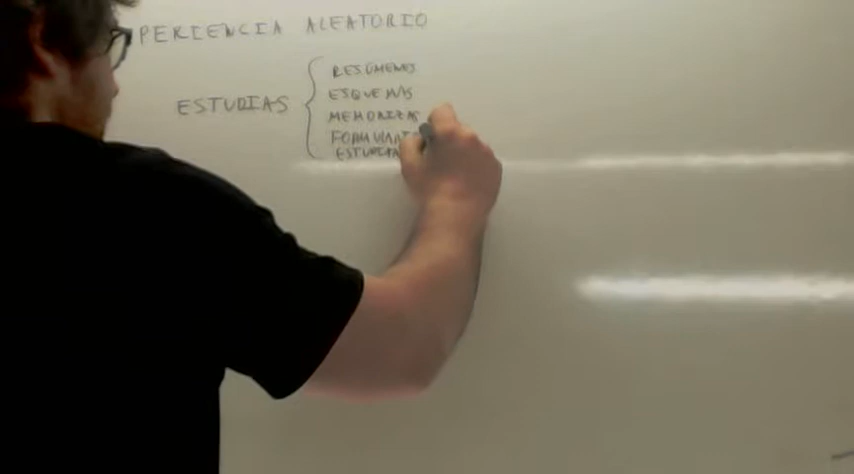 PERIENCIA ALEATORIO
ESTUDIAS
RESÚMENES
ESQUEMAS
MEMORIZAS